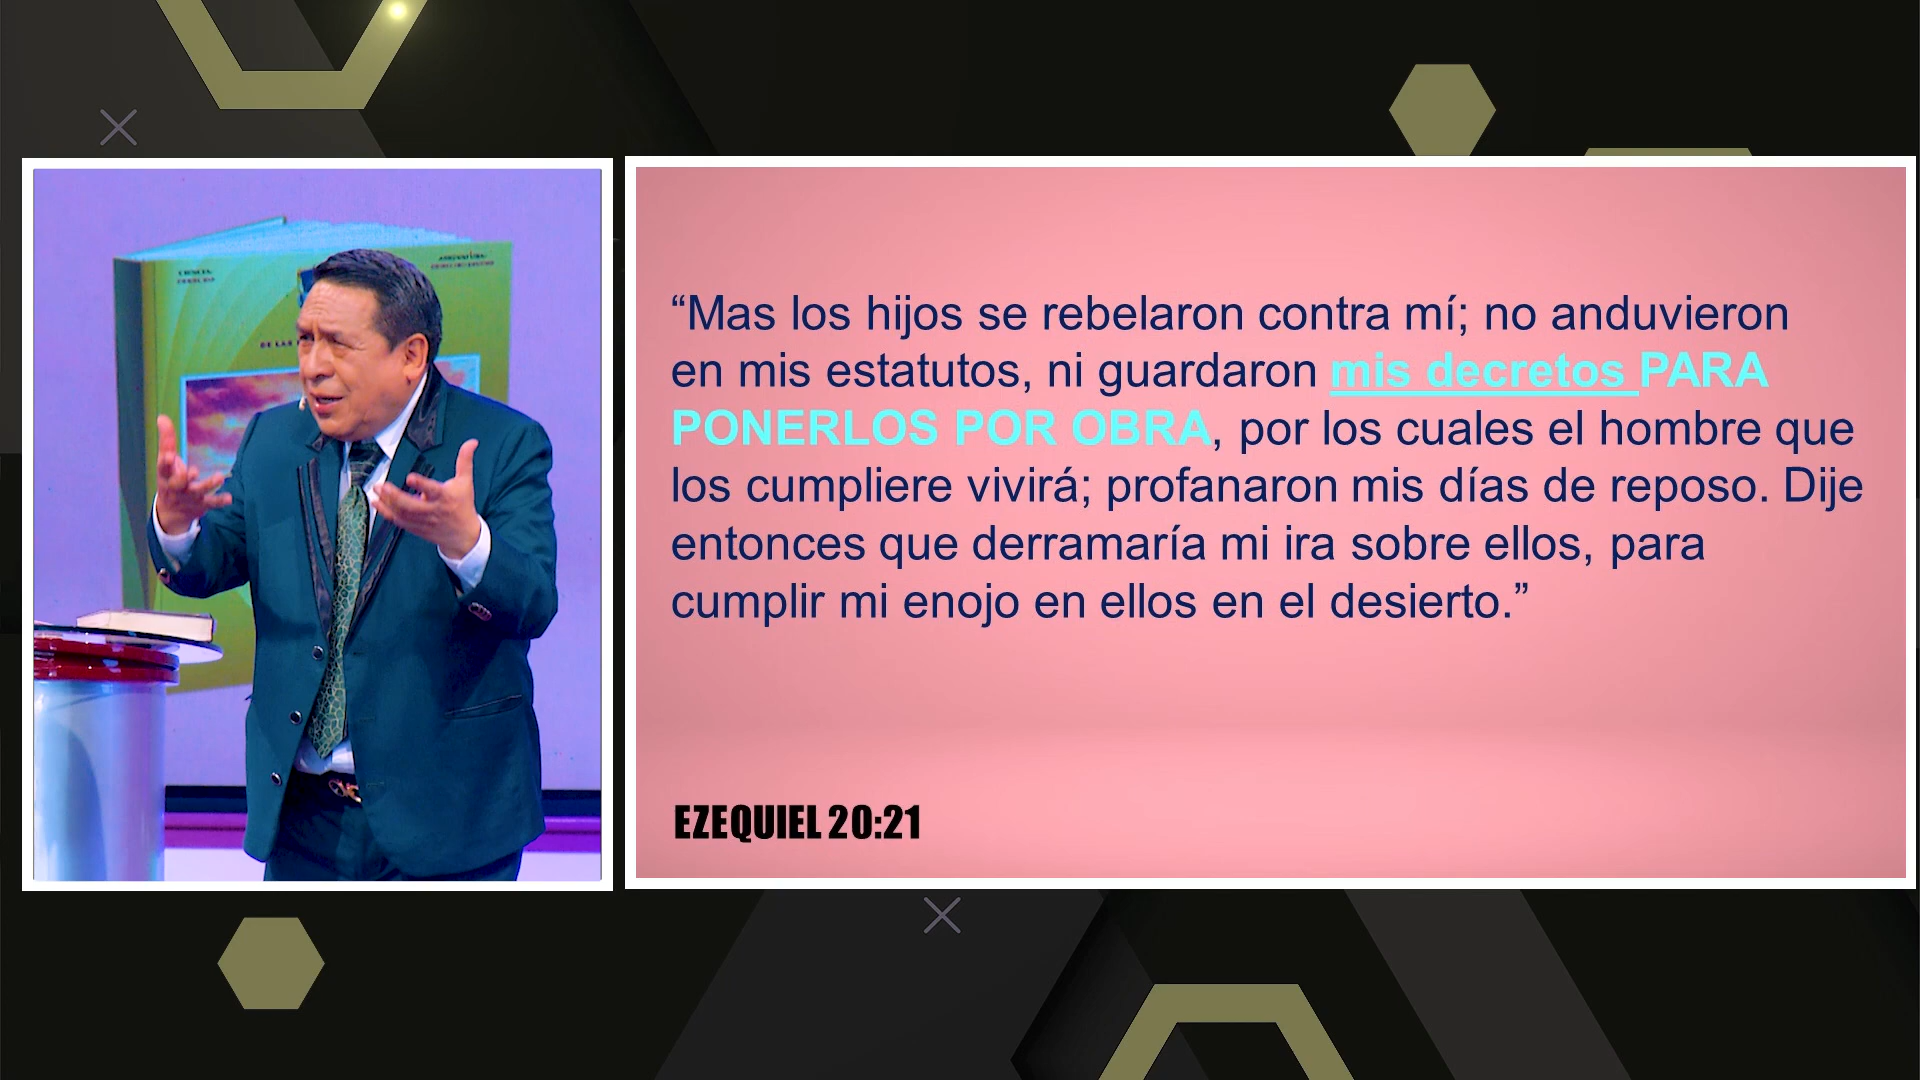 DE LAS
“Mas los hijos se rebelaron contra mí; no anduvieron
en mis estatutos, ni guardaron mis decretos PARA
PONERLOS POR OBRA, por los cuales el hombre que
los cumpliere vivirá; profanaron mis días de reposo. Dije
entonces que derramaría mi ira sobre ellos, para
cumplir mi enojo en ellos en el desierto.”
EZEQUIEL 20:21